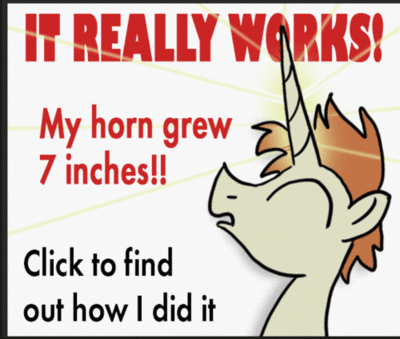 IT REALLY WORKS!
My horn grew
7 inches!!
Click to find
out how I did it